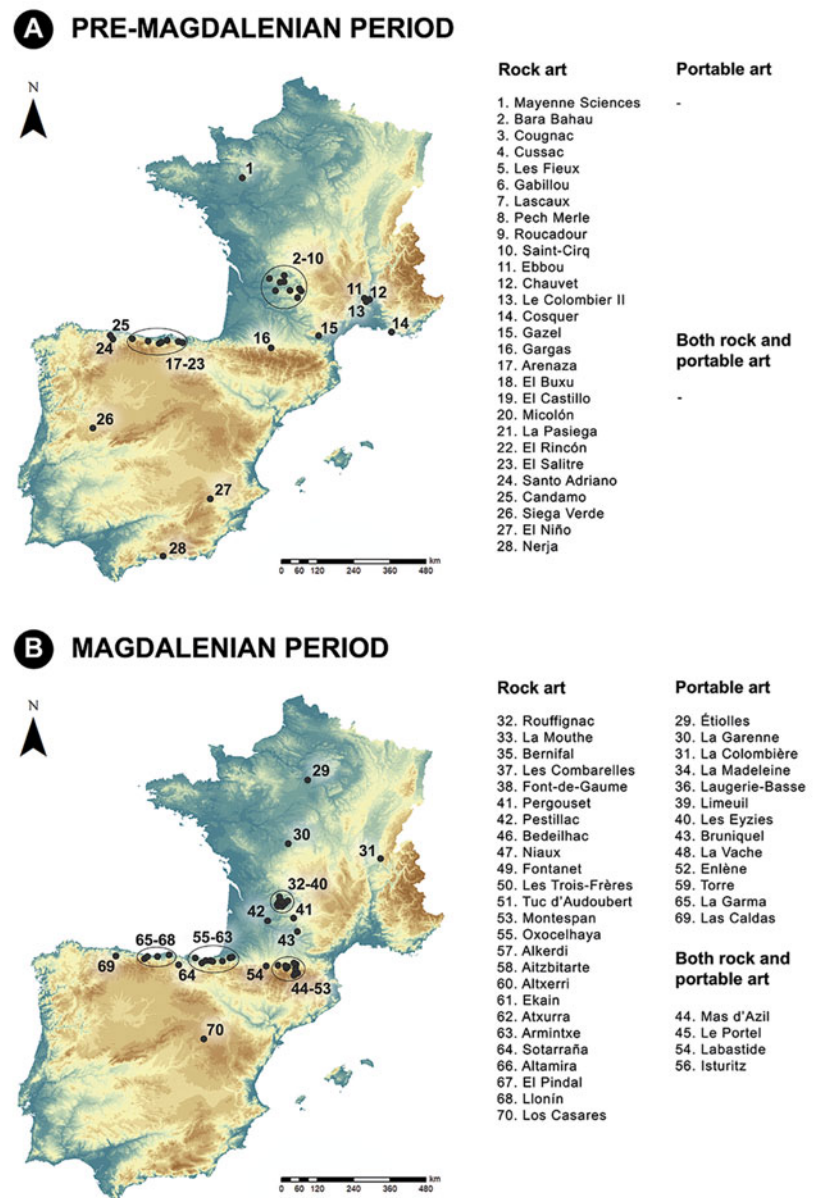 A PRE-MAGDALENIAN PERIOD
N
1
2-10
11
12
13
14
15
16
25
24
17-23
26
27
28
km
0 60 120 240 360 480
Rock art
1. Mayenne Sciences
2. Bara Bahau
3. Cougnac
4. Cussac
5. Les Fieux
6. Gabillou
7. Lascaux
8. Pech Merle
9. Roucadour
10. Saint-Cirq
11. Ebbou
12. Chauvet
13. Le Colombier II
14. Cosquer
15. Gazel
16. Gargas
17. Arenaza
18. El Buxu
19. El Castillo
20. Micolón
21. La Pasiega
22. El Rincón
23. El Salitre
24. Santo Adriano
25. Candamo
26. Siega Verde
27. El Niño
28. Nerja
Portable art
-
Both rock and
portable art
-
B MAGDALENIAN PERIOD
N
29
30
31
32-40
42
41
43
65-68
55-63
69
64
54
44-53
70
km
0 60 120 240 360 480
Rock art
32. Rouffignac
33. La Mouthe
35. Bernifal
37. Les Combarelles
38. Font-de-Gaume
41. Pergouset
42. Pestillac
46. Bedeilhac
47. Niaux
49. Fontanet
50. Les Trois-Frères
51. Tuc d'Audoubert
53. Montespan
55. Oxocelhaya
57. Alkerdi
58. Aitzbitarte
60. Altxerri
61. Ekain
62. Atxurra
63. Armintxe
64. Sotarraña
66. Altamira
67. El Pindal
68. Llonín
70. Los Casares
Portable art
29. Étiolles
30. La Garenne
31. La Colombière
34. La Madeleine
36. Laugerie-Basse
39. Limeuil
40. Les Eyzies
43. Bruniquel
48. La Vache
52. Enlène
59. Torre
65. La Garma
69. Las Caldas
Both rock and
portable art
44. Mas d'Azil
45. Le Portel
54. Labastide
56. Isturitz